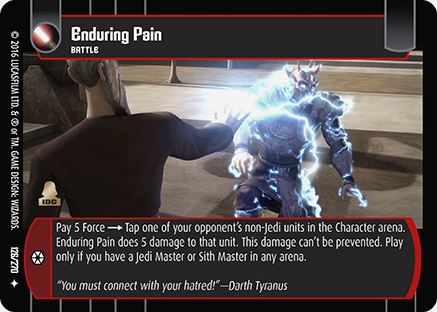 Enduring Pain
BATTLE
© 2016 LUCASFILM LTD. & ® OR TM. GAME DESIGN: WIZARDS.
126/270
IDC
Pay 5 Force → Tap one of your opponent's non-Jedi units in the Character arena.
Enduring Pain does 5 damage to that unit. This damage can't be prevented. Play
only if you have a Jedi Master or Sith Master in any arena.
"You must connect with your hatred!"—Darth Tyranus